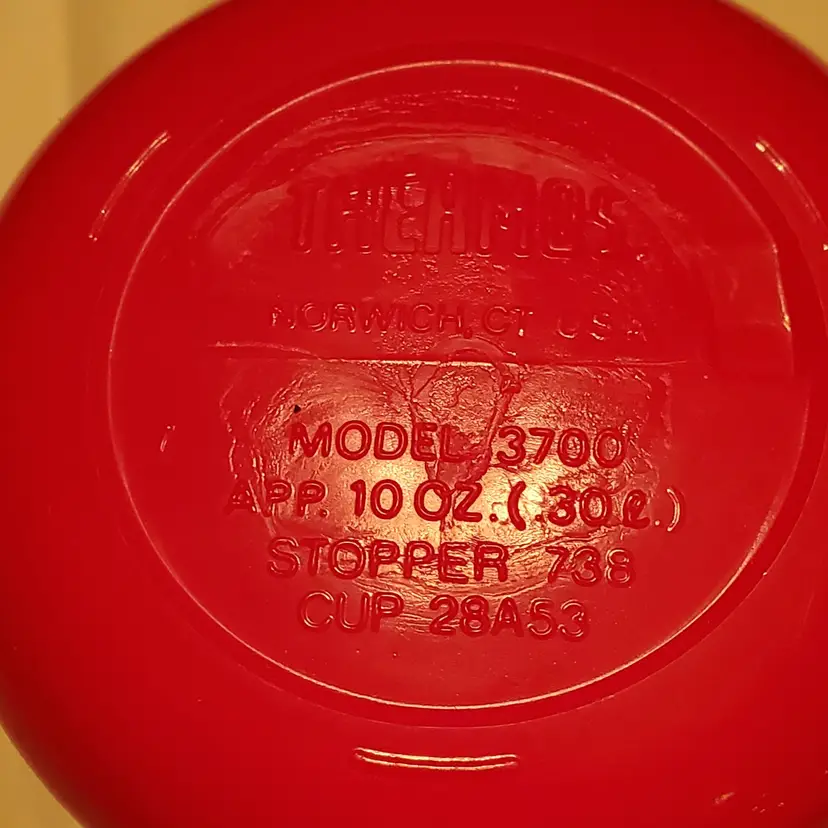 THERMOS.
NORWICH, CT USA
MODEL 3700
APP. 10 OZ. (.30 ℓ.)
STOPPER 738
CUP 28A53